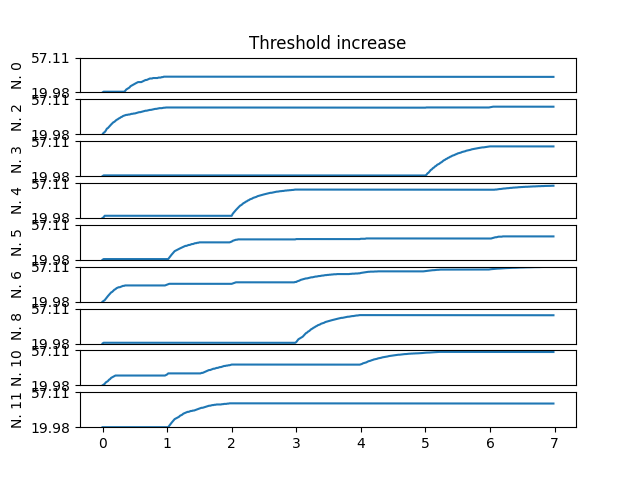 Threshold increase
57.11
N. 0
19.98
57.11
N. 2
19.98
57.11
N. 3
19.98
57.11
N. 4
19.98
57.11
N. 5
19.98
57.11
N. 6
19.98
57.11
N. 8
19.98
57.11
N. 10
19.98
57.11
N. 11
19.98
0 1 2 3 4 5 6 7